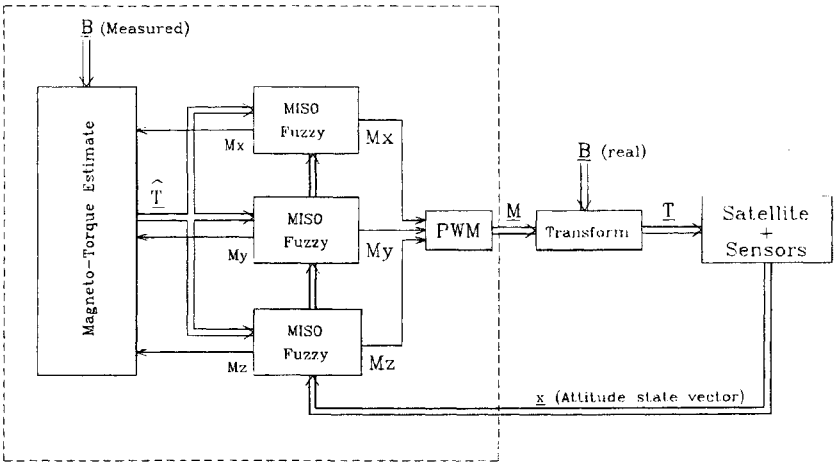 B (Measured)
Magneto-Torque Estimate
T̂
MISO
Fuzzy
Mx
Mx
MISO
Fuzzy
My
My
MISO
Fuzzy
Mz
Mz
PWM
M
B (real)
Transform
T
Satellite
+
Sensors
x (Attitude state vector)